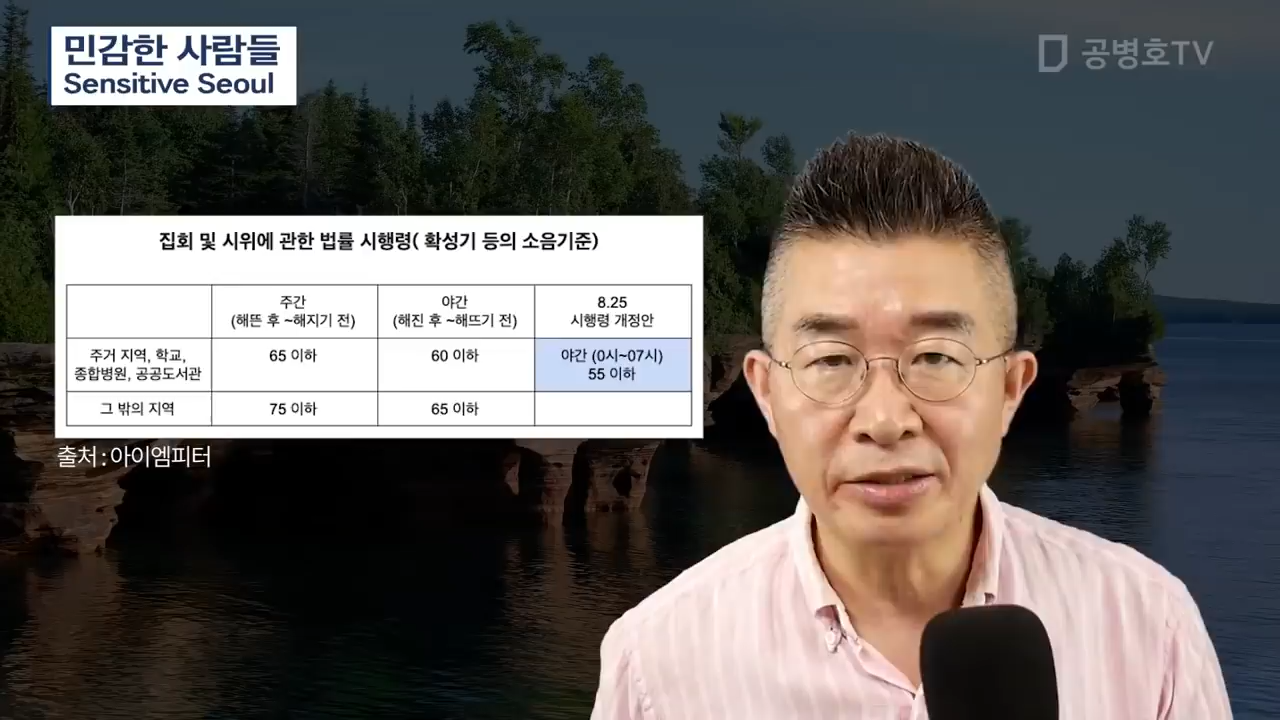 민감한 사람들
Sensitive Seoul
공병호TV
집회 및 시위에 관한 법률 시행령( 확성기 등의 소음기준)
주간
(해뜬 후 ~해지기 전)
야간
(해진 후 ~해뜨기 전)
8.25
시행령 개정안
주거 지역, 학교,
종합병원, 공공도서관
65 이하
60 이하
야간 (0시~07시)
55 이하
그 밖의 지역
75 이하
65 이하
출처 : 아이엠피터